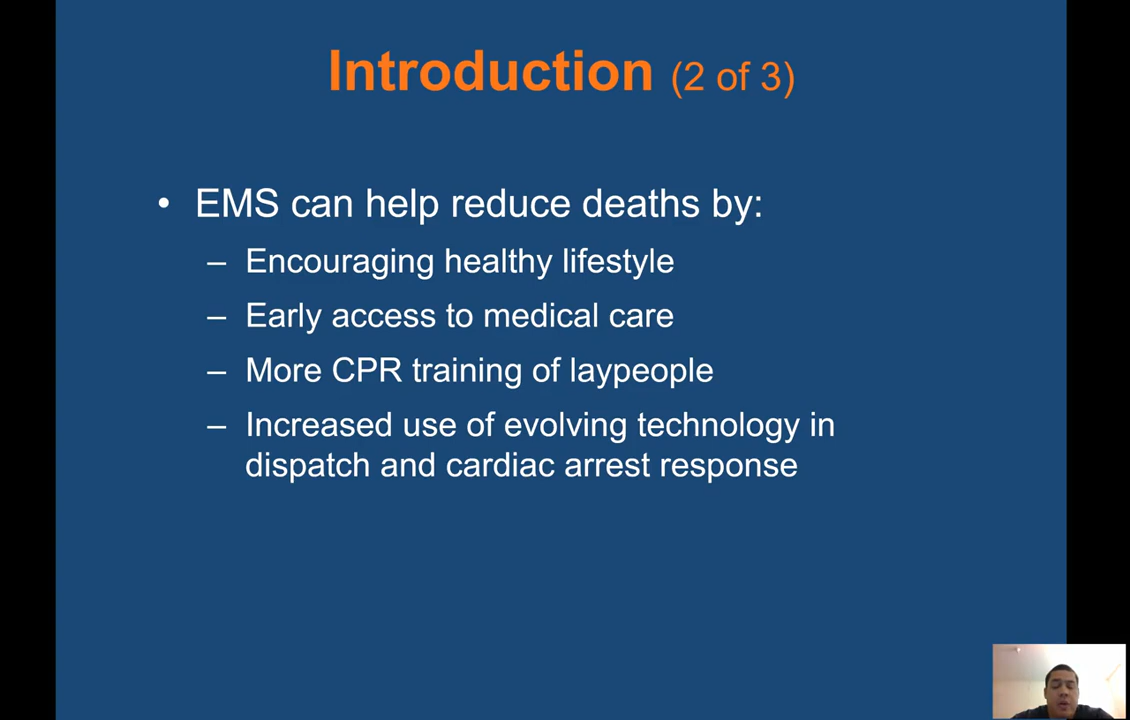 Introduction (2 of 3)
• EMS can help reduce deaths by:
– Encouraging healthy lifestyle
– Early access to medical care
– More CPR training of laypeople
– Increased use of evolving technology in
dispatch and cardiac arrest response